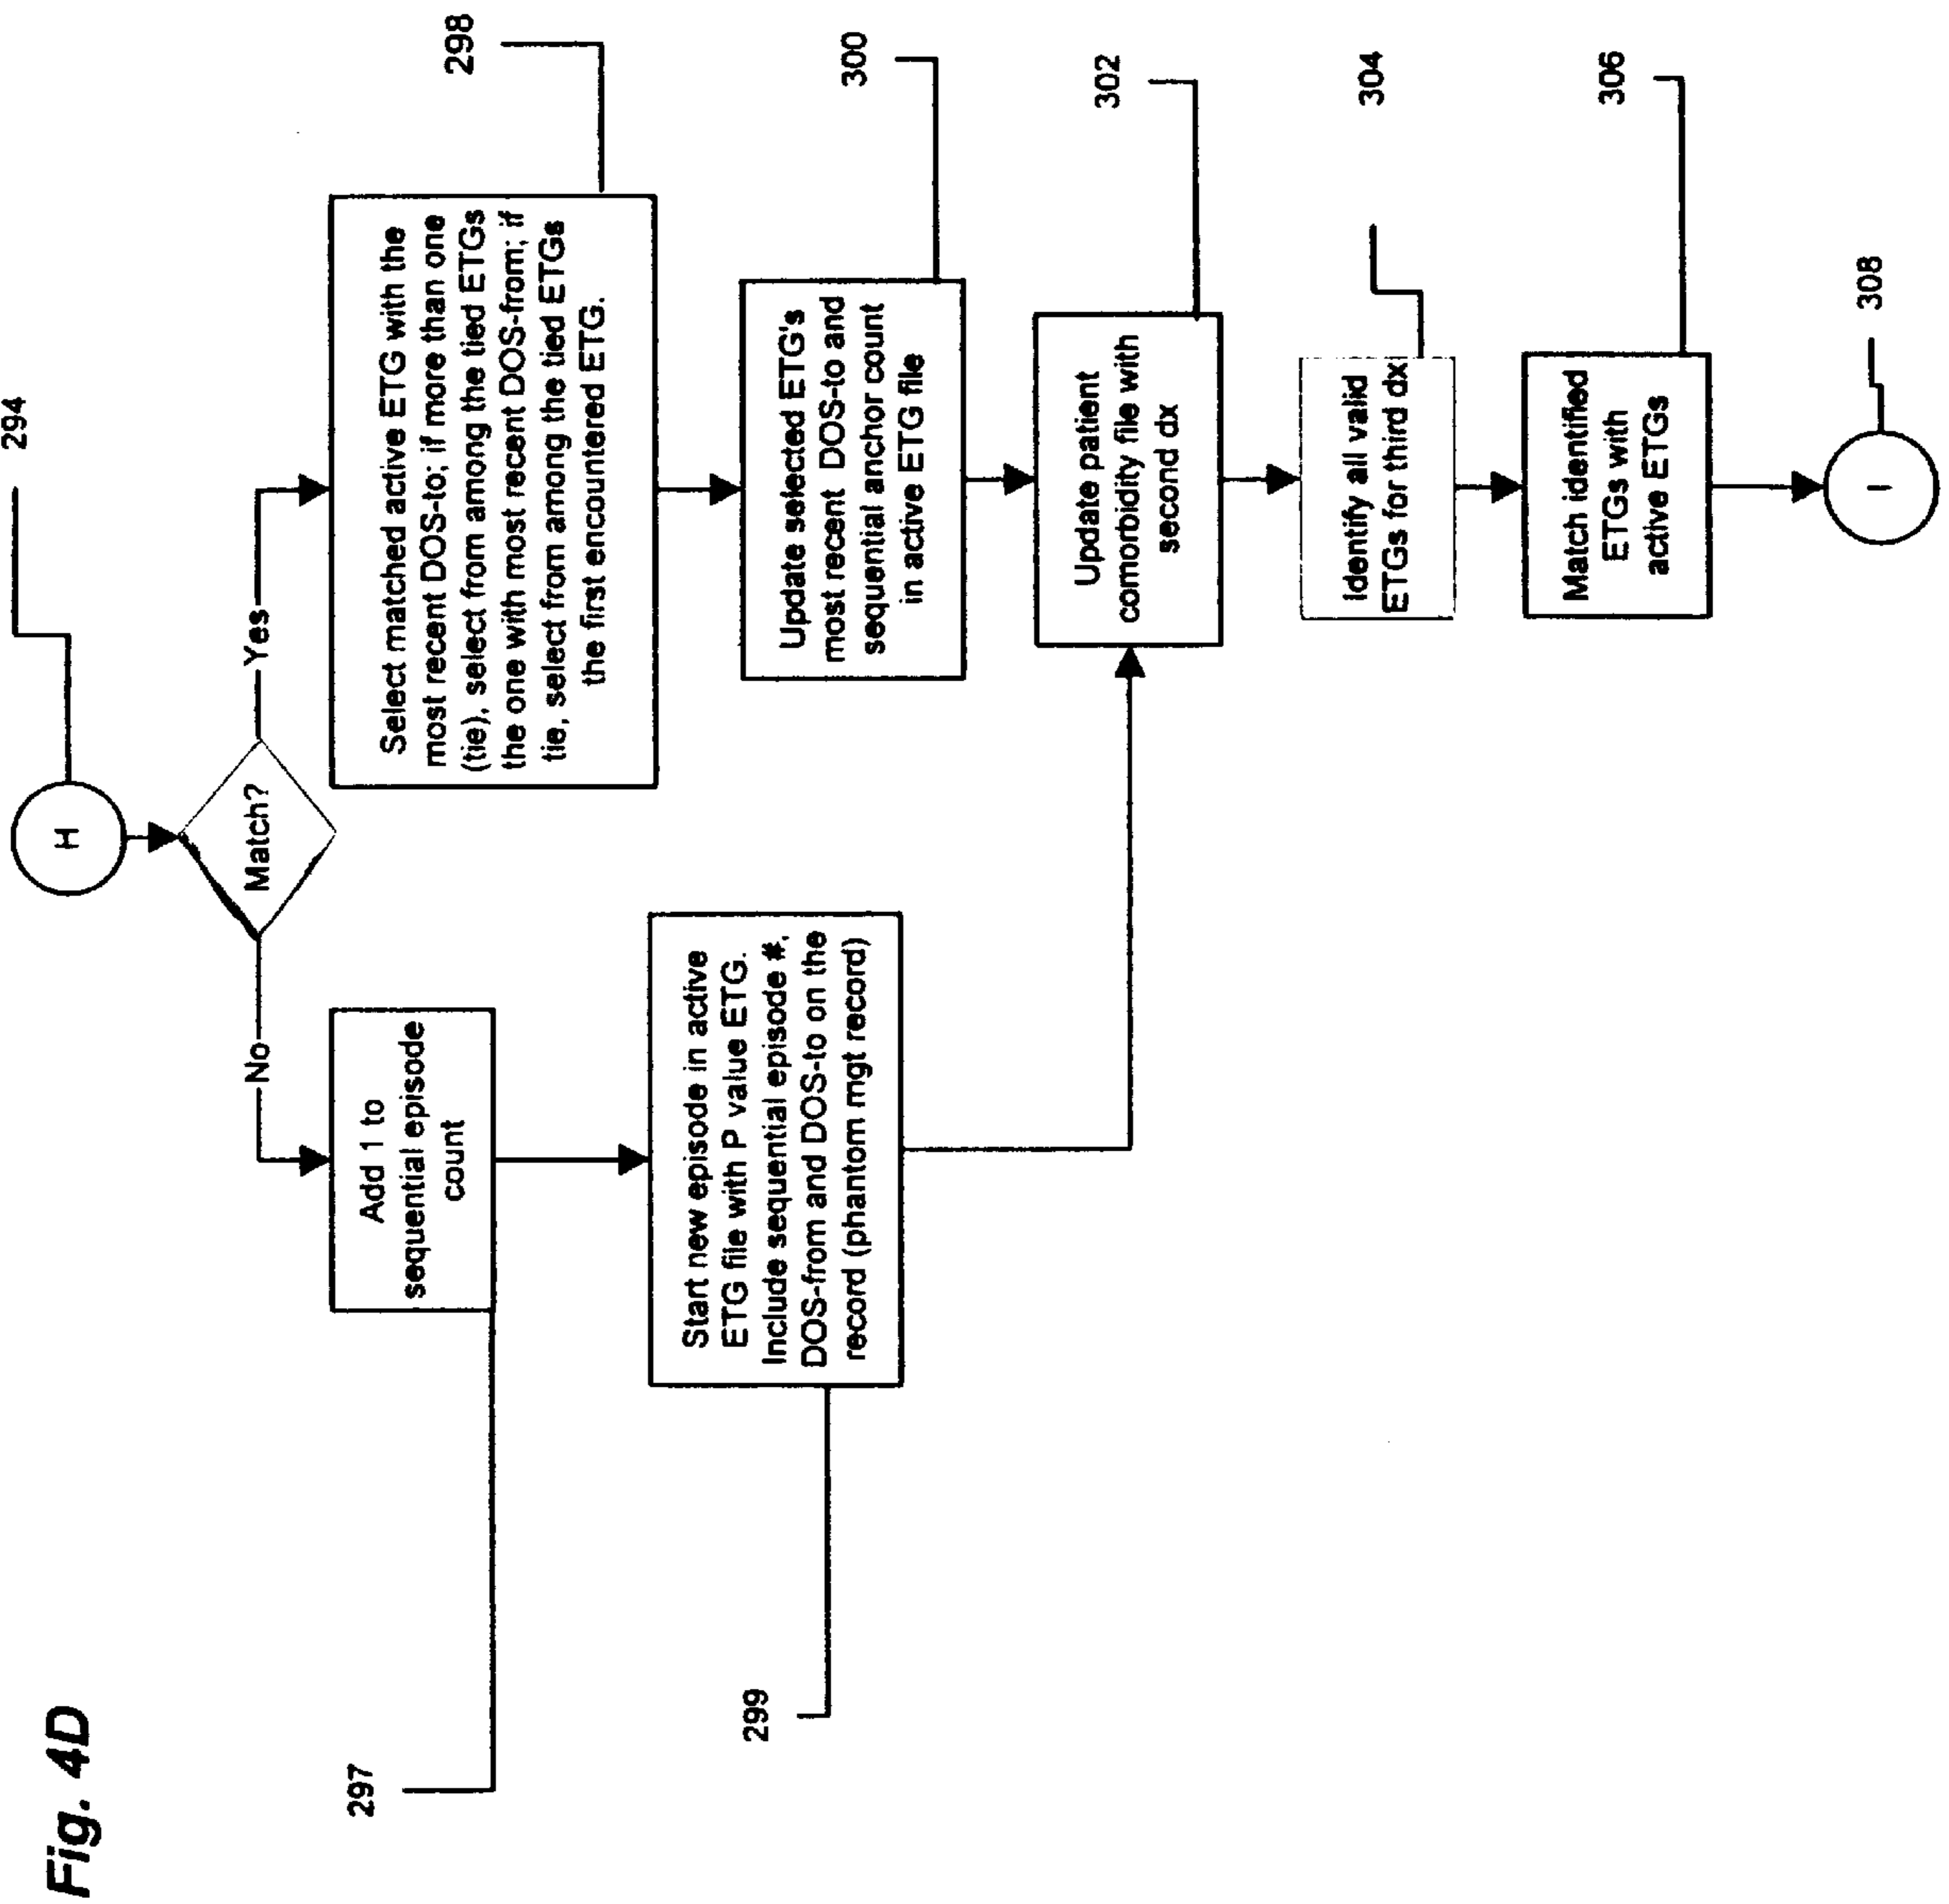 Fig. 4D
294
H
Match?
No
Yes
297
Add 1 to
sequential episode
count
298
Select matched active ETG with the
most recent DOS-to; if more than one
(tie), select from among the tied ETGs
the one with most recent DOS-from; if
tie, select from among the tied ETGs
the first encountered ETG.
299
Start new episode in active
ETG file with P value ETG.
Include sequential episode #,
DOS-from and DOS-to on the
record (phantom mgt record)
300
Update selected ETG's
most recent DOS-to and
sequential anchor count
in active ETG file
302
Update patient
comorbidity file with
second dx
304
Identify all valid
ETGs for third dx
306
Match identified
ETGs with
active ETGs
I
308